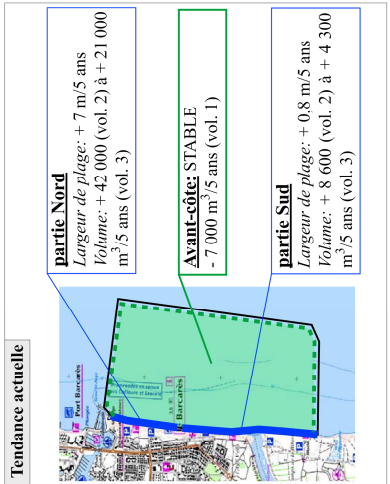 Tendance actuelle
partie Nord
Largeur de plage: + 7 m/5 ans
Volume: + 42 000 (vol. 2) à + 21 000
m³/5 ans (vol. 3)
Avant-côte: STABLE
- 7 000 m³/5 ans (vol. 1)
partie Sud
Largeur de plage: + 0,8 m/5 ans
Volume: + 8 600 (vol. 2) à + 4 300
m³/5 ans (vol. 3)
Port Barcarès
Barcarès